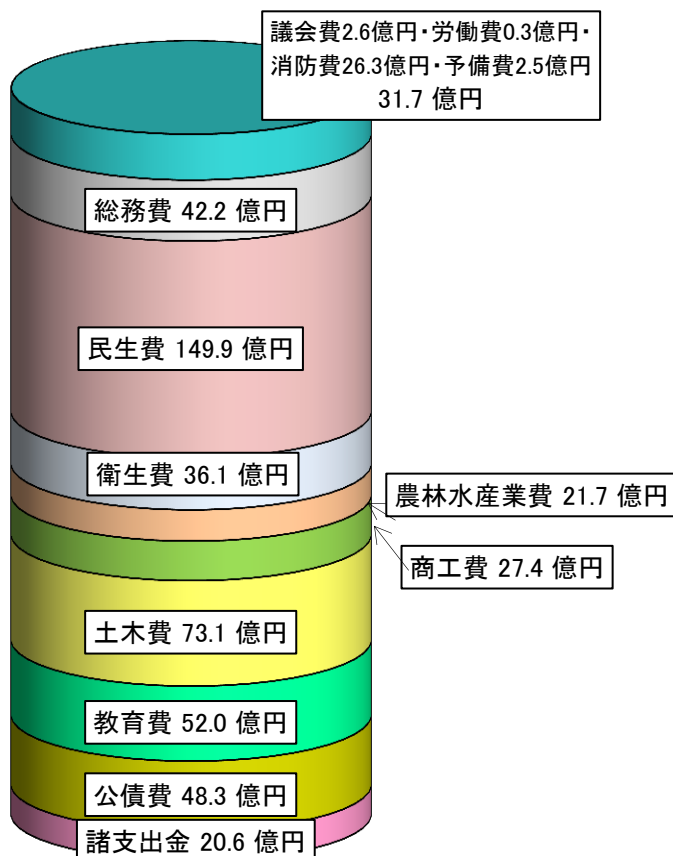 議会費2.6億円・労働費0.3億円・
消防費26.3億円・予備費2.5億円
31.7 億円
総務費 42.2 億円
民生費 149.9 億円
衛生費 36.1 億円
農林水産業費 21.7 億円
商工費 27.4 億円
土木費 73.1 億円
教育費 52.0 億円
公債費 48.3 億円
諸支出金 20.6 億円